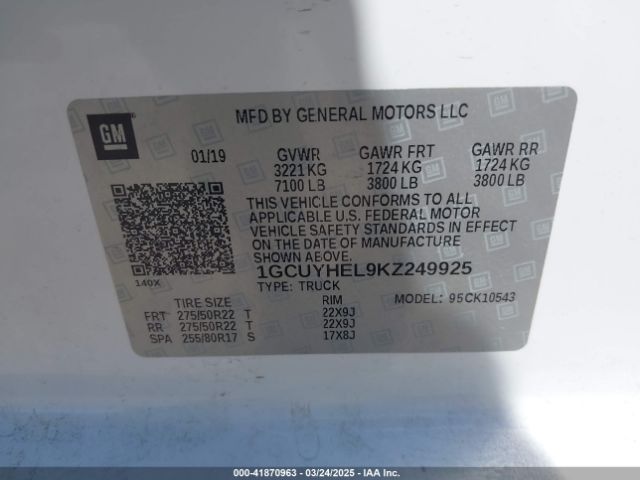 GM
MFD BY GENERAL MOTORS LLC
01/19 GVWR GAWR FRT GAWR RR
3221 KG 1724 KG 1724 KG
7100 LB 3800 LB 3800 LB
THIS VEHICLE CONFORMS TO ALL
APPLICABLE U.S. FEDERAL MOTOR
VEHICLE SAFETY STANDARDS IN EFFECT
ON THE DATE OF MANUFACTURE
SHOWN ABOVE.
1GCUYHEL9KZ249925
140X
TYPE: TRUCK
TIRE SIZE RIM MODEL: 95CK10543
FRT 275/50R22 T 22X9J
RR 275/50R22 T 22X9J
SPA 255/80R17 S 17X8J
000-41870963 - 03/24/2025 - IAA Inc.